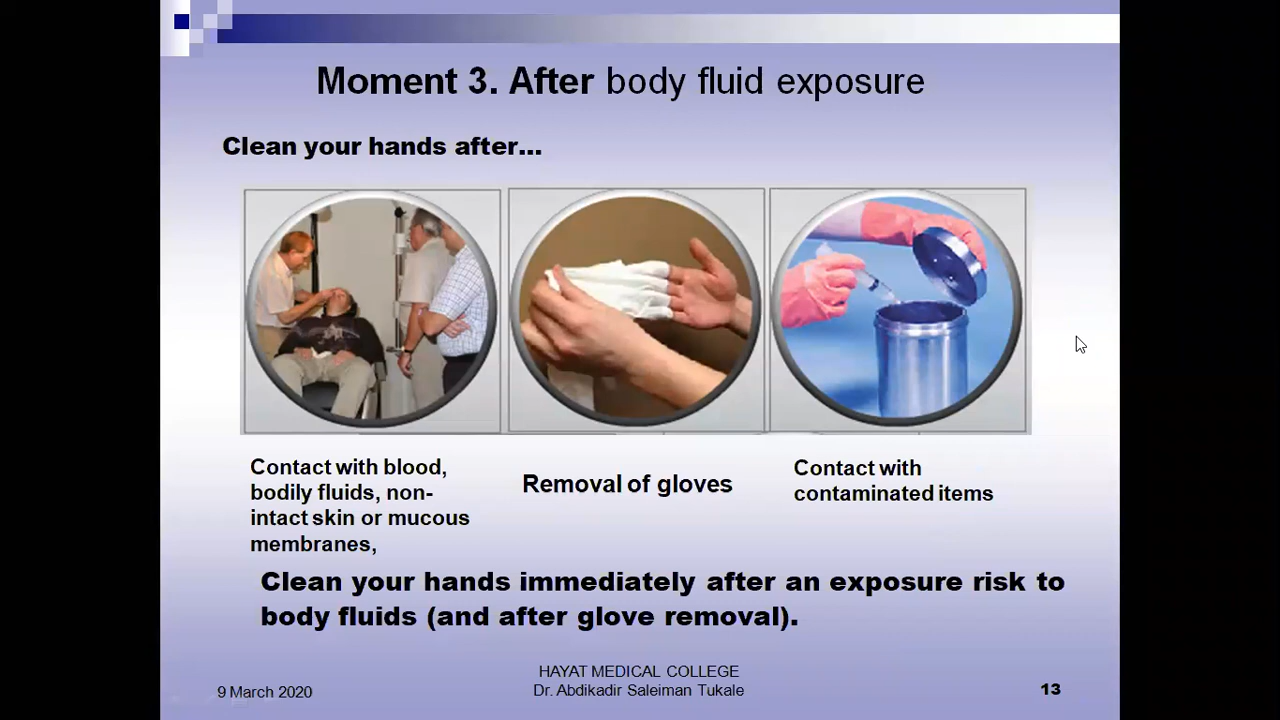 Moment 3. After body fluid exposure
Clean your hands after...
Contact with blood,
bodily fluids, non-
intact skin or mucous
membranes,
Removal of gloves
Contact with
contaminated items
Clean your hands immediately after an exposure risk to
body fluids (and after glove removal).
9 March 2020
HAYAT MEDICAL COLLEGE
Dr. Abdikadir Saleiman Tukale
13